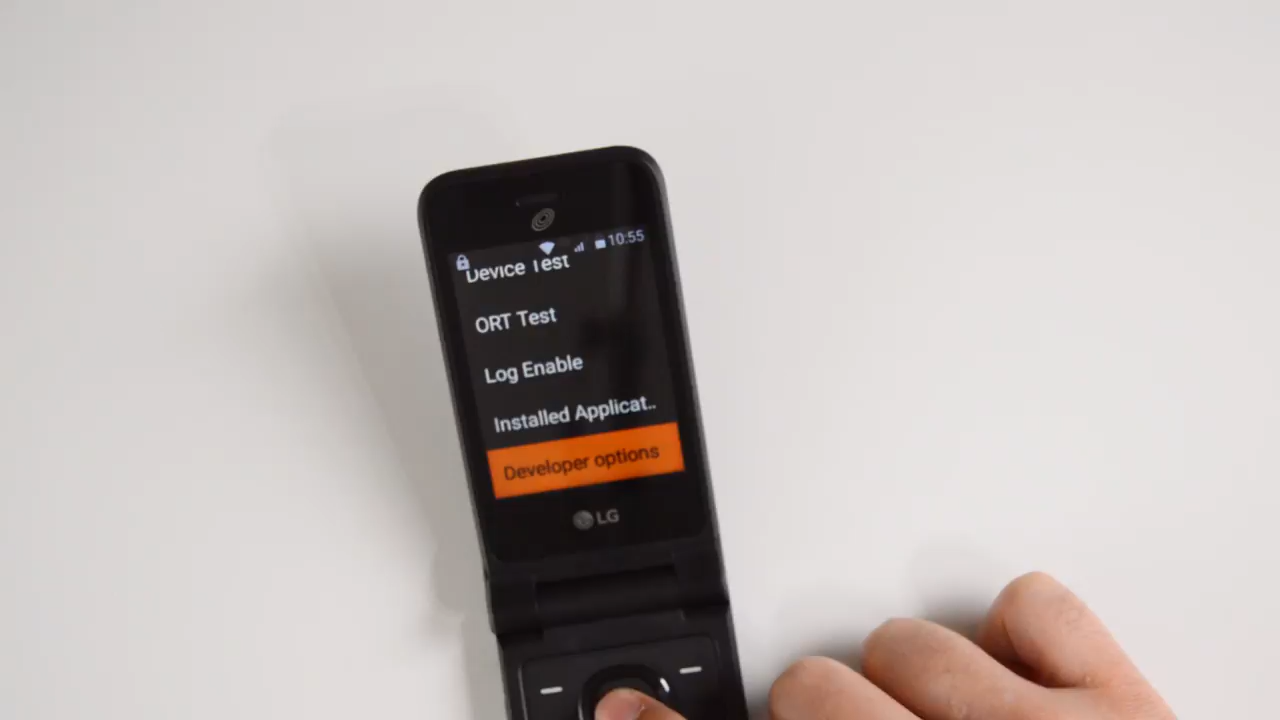 10:55
Device Test
ORT Test
Log Enable
Installed Applicat..
Developer options
LG